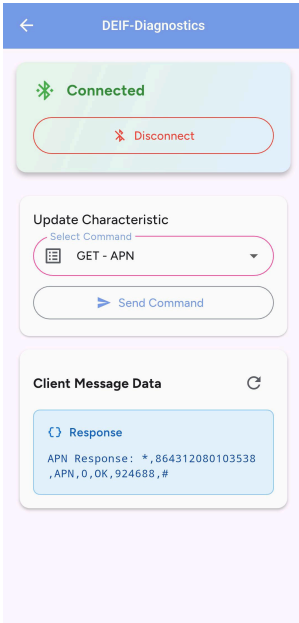 DEIF-Diagnostics
Connected
Disconnect
Update Characteristic
Select Command
GET - APN
Send Command
Client Message Data
{} Response
APN Response: *,864312080103538
,APN,0,OK,924688,#